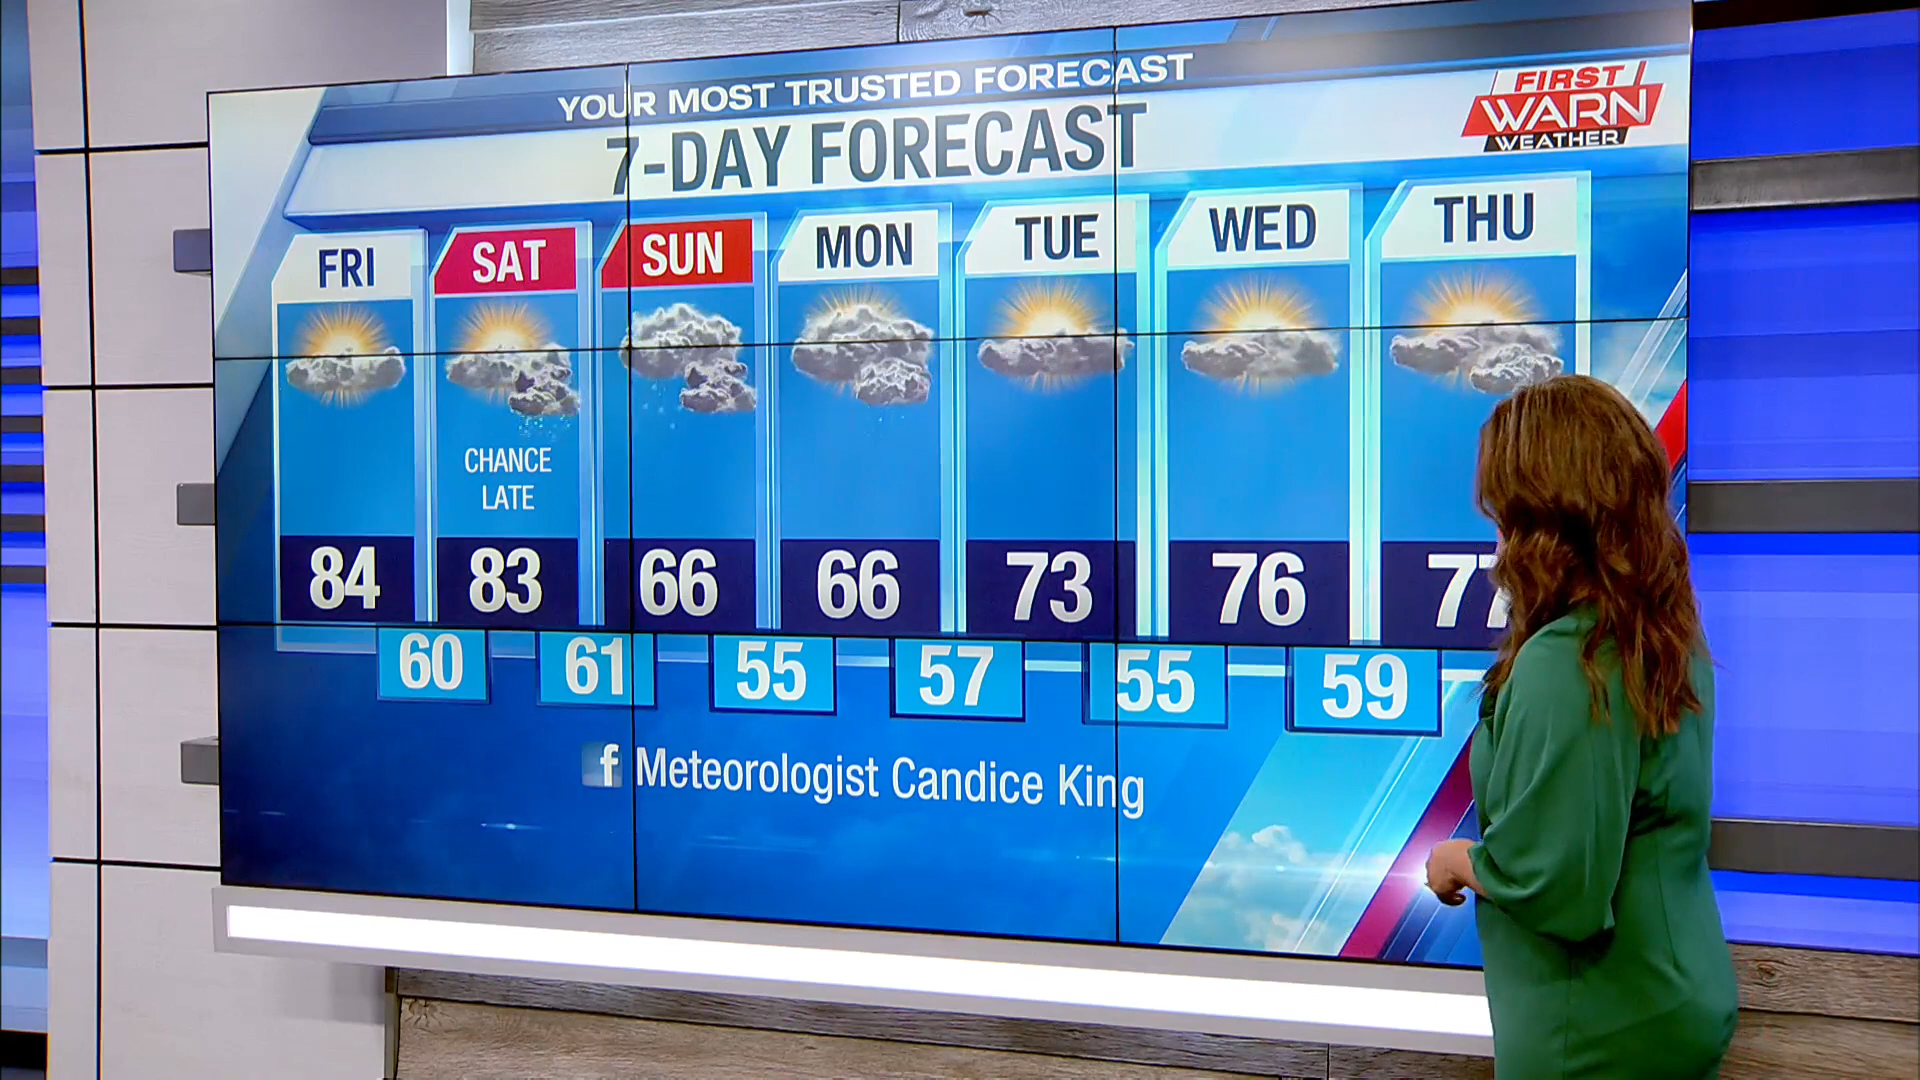 YOUR MOST TRUSTED FORECAST
7-DAY FORECAST
FIRST
WARN
WEATHER
FRI SAT SUN MON TUE WED THU
CHANCE
LATE
84 83 66 66 73 76 77
60 61 55 57 55 59
f Meteorologist Candice King